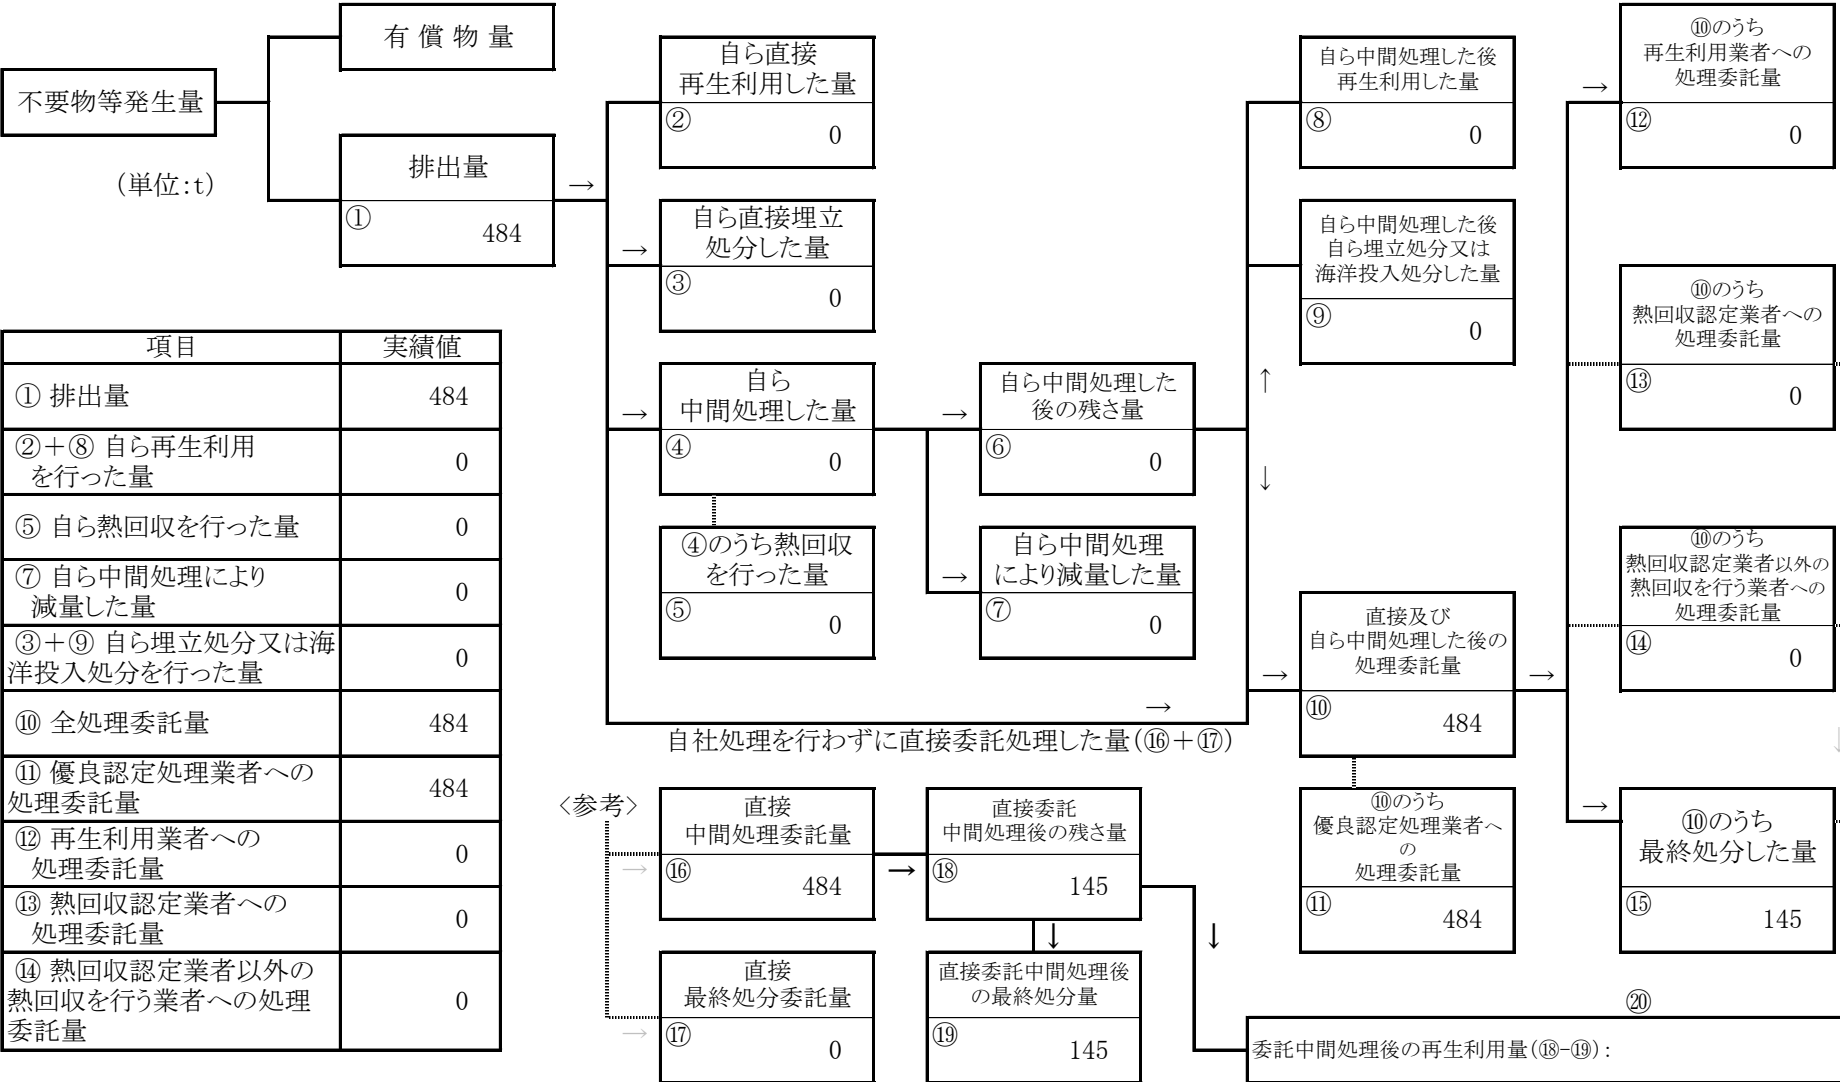 有 償 物 量
不要物等発生量
(単位:t)
排出量
→
①
484
自ら直接
再生利用した量
②
0
→
自ら直接埋立
処分した量
③
0
→
自ら
中間処理した量
④
0
④のうち熱回収
を行った量
⑤
0
→
自ら中間処理した
後の残さ量
⑥
0
→
自ら中間処理
により減量した量
⑦
0
自ら中間処理した後
再生利用した量
⑧
0
自ら中間処理した後
自ら埋立処分又は
海洋投入処分した量
⑨
0
↑
↓
→
自社処理を行わずに直接委託処理した量(⑯+⑰)
→
直接及び
自ら中間処理した後の
処理委託量
⑩
484
⑩のうち
優良認定処理業者へ
の
処理委託量
⑪
484
→
→
⑩のうち
再生利用業者への
処理委託量
⑫
0
⑩のうち
熱回収認定業者への
処理委託量
⑬
0
⑩のうち
熱回収認定業者以外の
熱回収を行う業者への
処理委託量
⑭
0
↓
→
⑩のうち
最終処分した量
⑮
145
項目 実績値
① 排出量 484
②+⑧ 自ら再生利用
を行った量 0
⑤ 自ら熱回収を行った量 0
⑦ 自ら中間処理により
減量した量 0
③+⑨ 自ら埋立処分又は海
洋投入処分を行った量 0
⑩ 全処理委託量 484
⑪ 優良認定処理業者への
処理委託量 484
⑫ 再生利用業者への
処理委託量 0
⑬ 熱回収認定業者への
処理委託量 0
⑭ 熱回収認定業者以外の
熱回収を行う業者への処理
委託量 0
<参考>
→
直接
中間処理委託量
⑯
484
→
直接委託
中間処理後の残さ量
⑱
145
↓
↓
→
直接
最終処分委託量
⑰
0
直接委託中間処理後
の最終処分量
⑲
145
⑳
委託中間処理後の再生利用量(⑱-⑲):